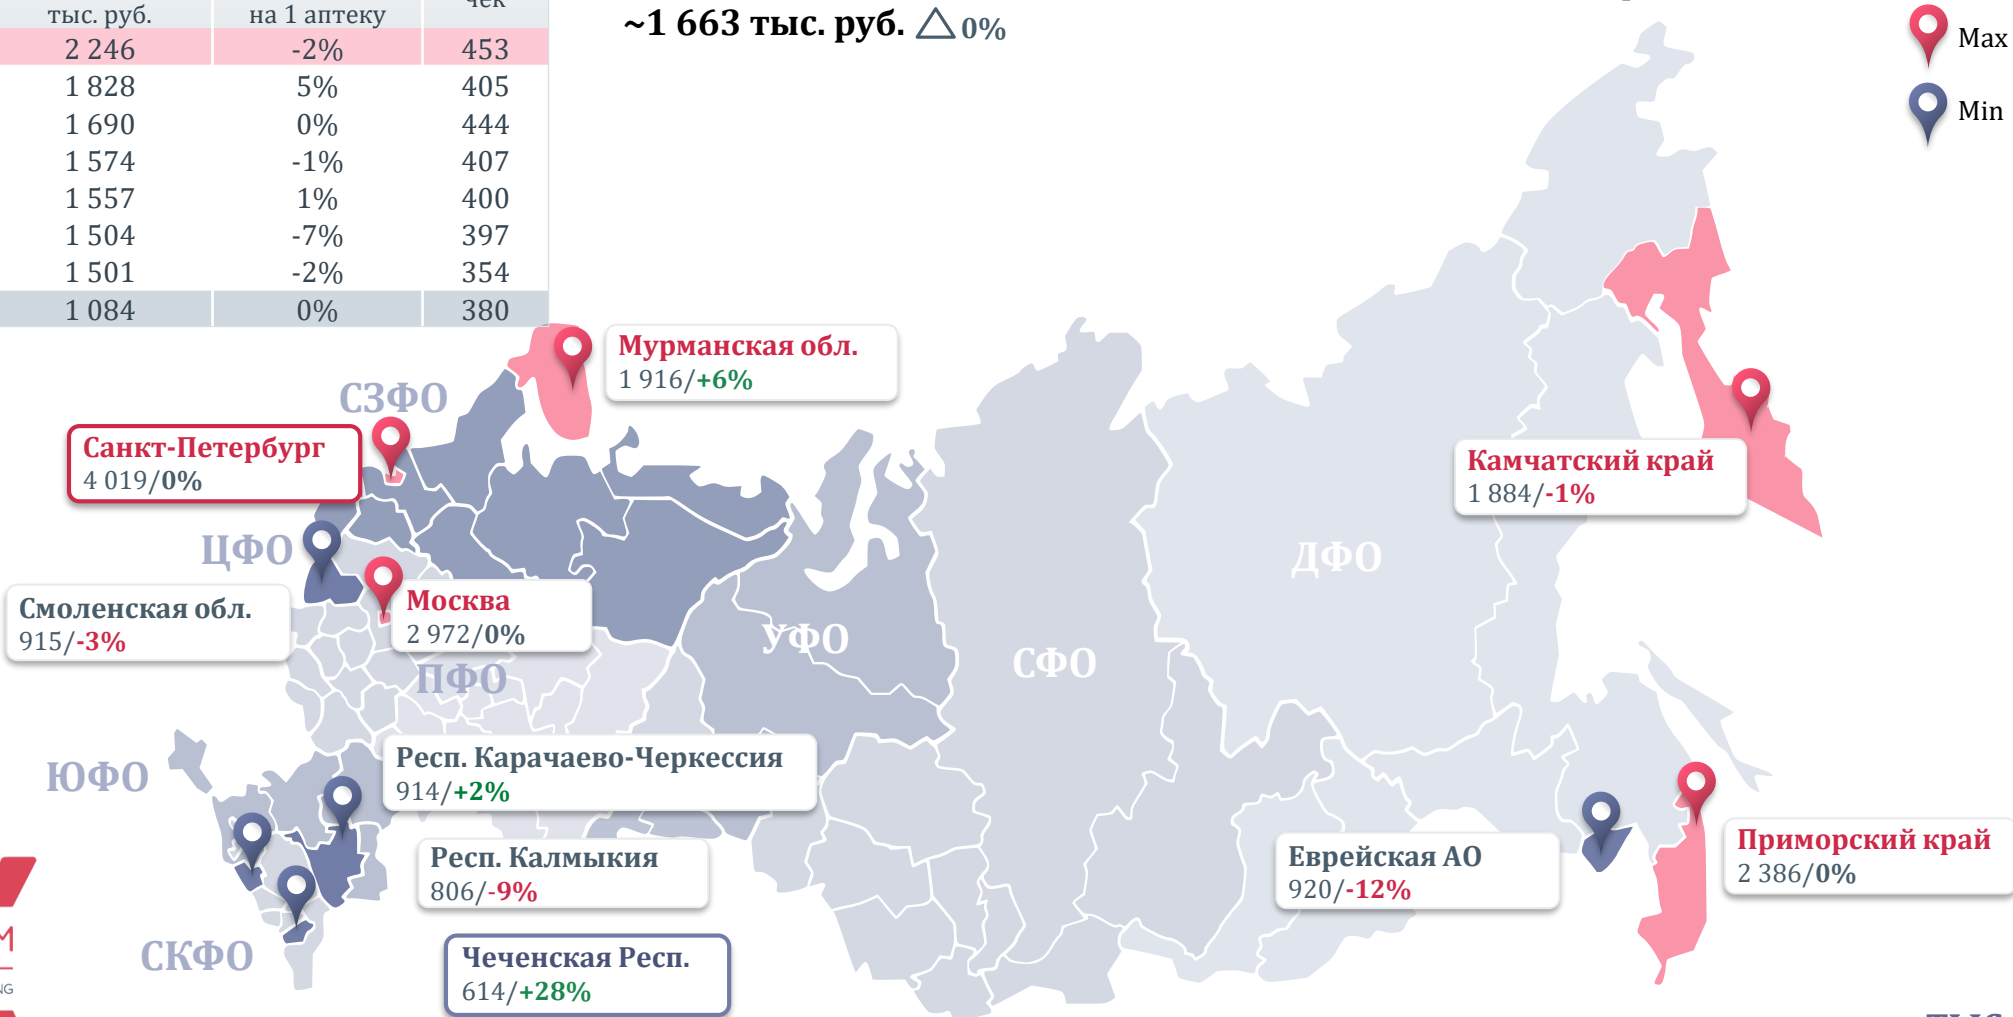 тыс. руб. на 1 аптеку чек
2 246 -2% 453
1 828 5% 405
1 690 0% 444
1 574 -1% 407
1 557 1% 400
1 504 -7% 397
1 501 -2% 354
1 084 0% 380
~1 663 тыс. руб. △ 0%
Max
Min
Мурманская обл.
1 916/+6%
СЗФО
Санкт-Петербург
4 019/0%
Камчатский край
1 884/-1%
ЦФО
ДФО
Смоленская обл.
915/-3%
Москва
2 972/0%
УФО
СФО
ПФО
Респ. Карачаево-Черкессия
914/+2%
ЮФО
Респ. Калмыкия
806/-9%
Еврейская АО
920/-12%
Приморский край
2 386/0%
СКФО
Чеченская Респ.
614/+28%